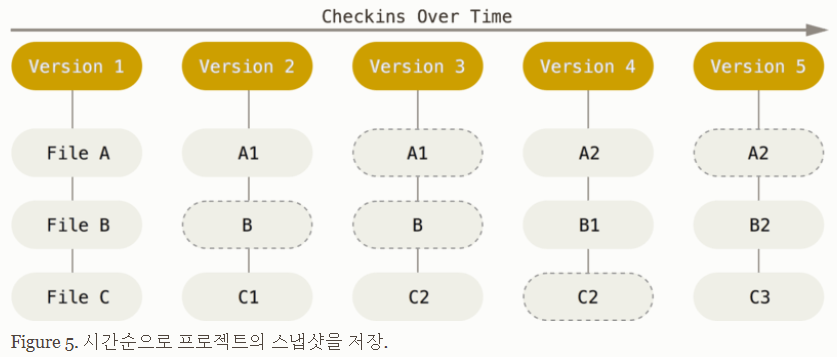 Checkins Over Time
Version 1 Version 2 Version 3 Version 4 Version 5
File A A1 A1 A2 A2
File B B B B1 B2
File C C1 C2 C2 C3
Figure 5. 시간순으로 프로젝트의 스냅샷을 저장.